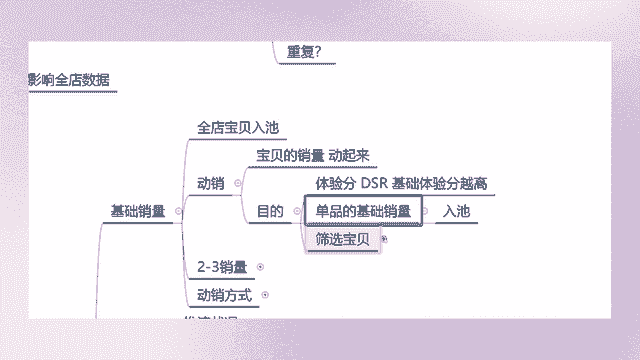 重复?
影响全店数据
全店宝贝入池
宝贝的销量 动起来
动销
体验分 DSR 基础体验分越高
基础销量
目的
单品的基础销量
入池
筛选宝贝
2-3销量
动销方式